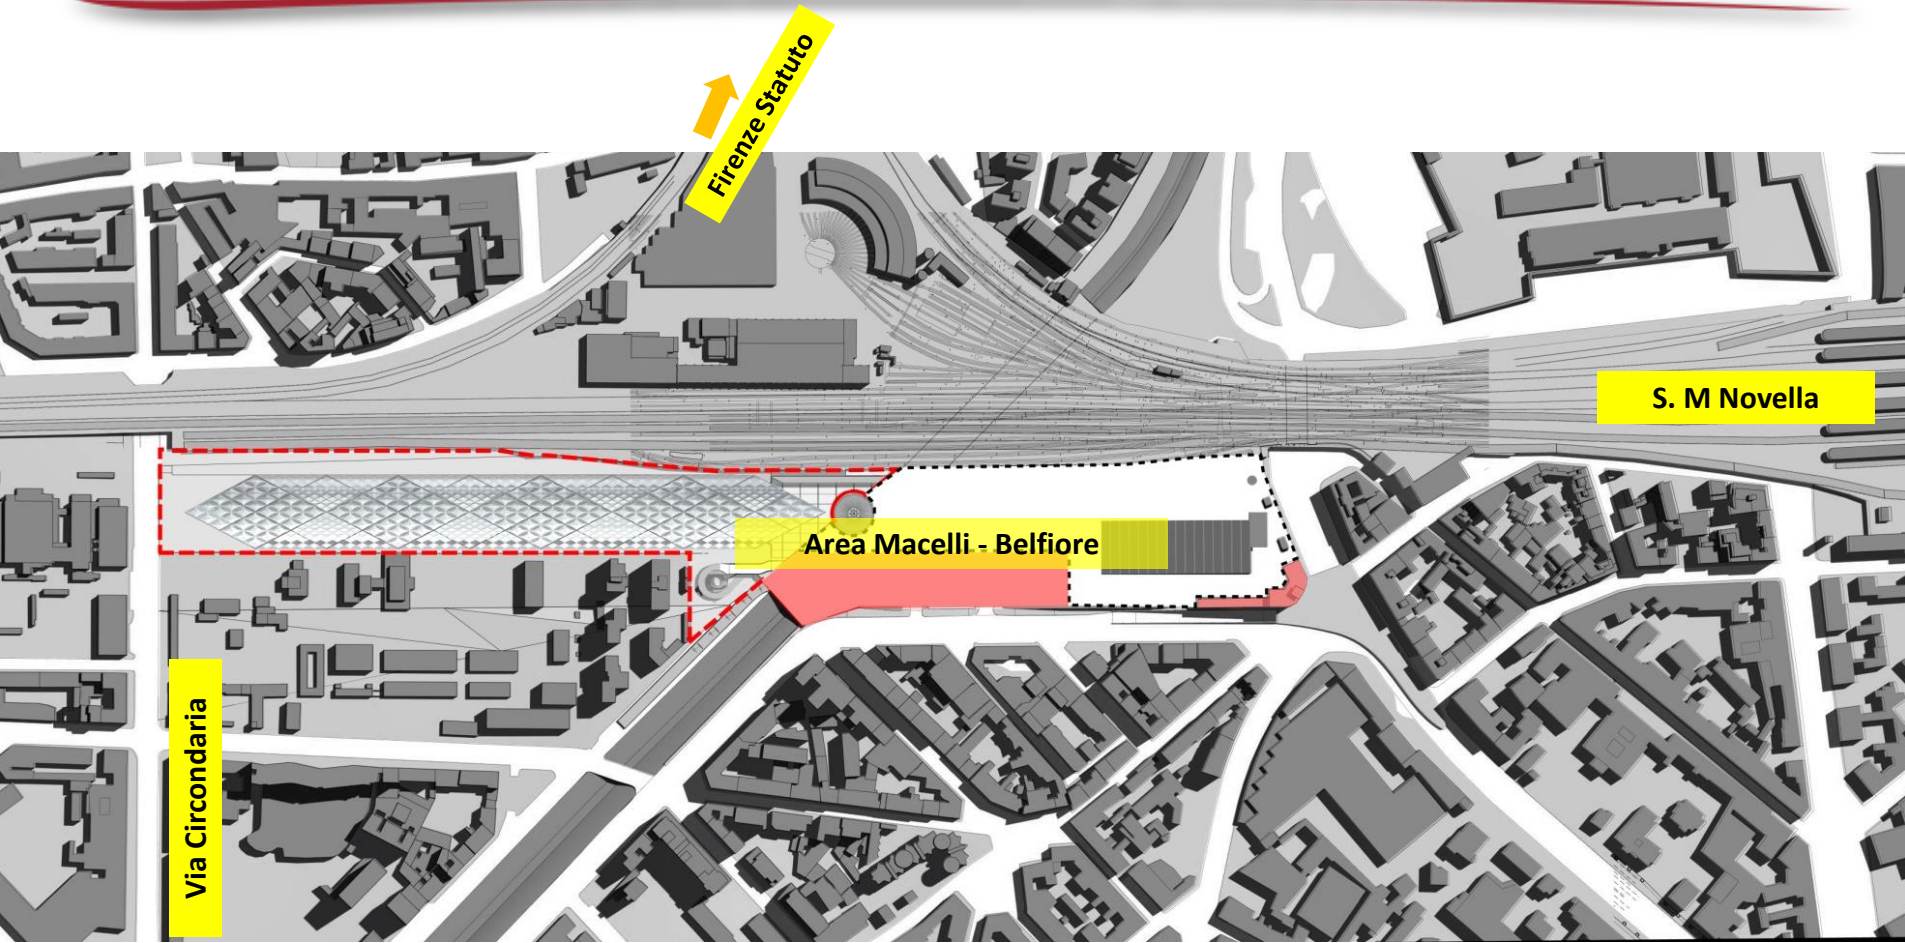 Firenze Statuto
S. M Novella
Area Macelli - Belfiore
Via Circondaria